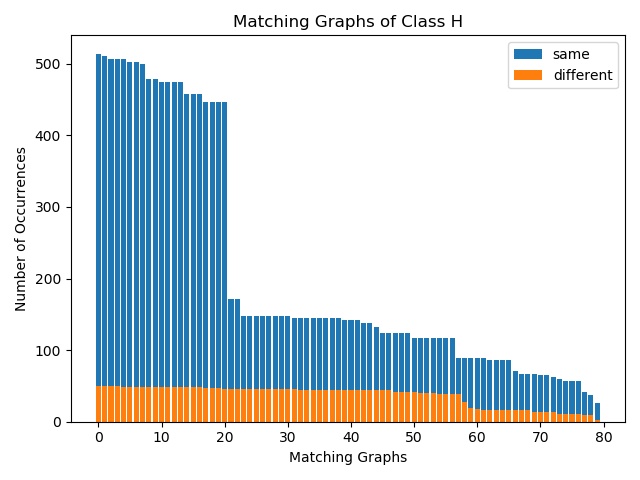 Matching Graphs of Class H
same
different
Number of Occurrences
500
400
300
200
100
0
0 10 20 30 40 50 60 70 80
Matching Graphs